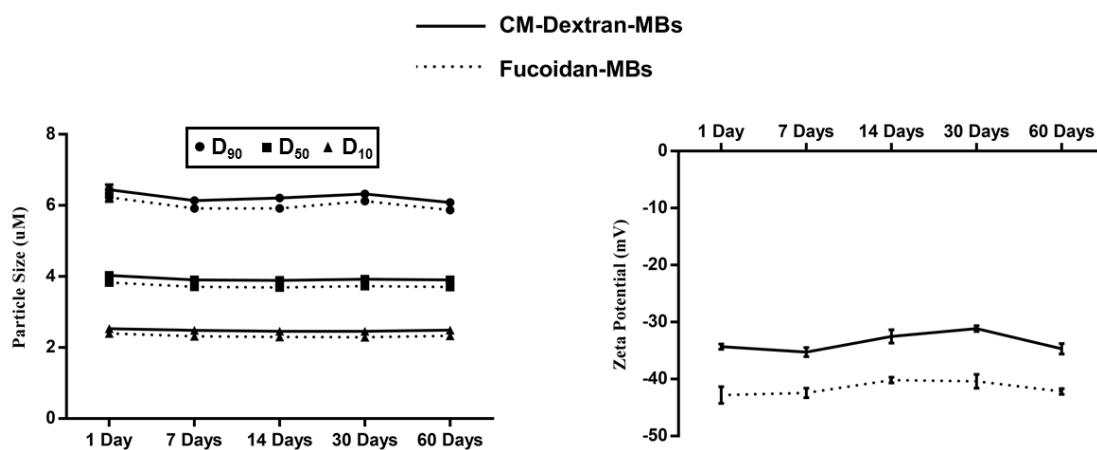 CM-Dextran-MBs
Fucoidan-MBs
D90 D50 D10
Particle Size (uM)
8
6
4
2
0
1 Day 7 Days 14 Days 30 Days 60 Days
1 Day 7 Days 14 Days 30 Days 60 Days
Zeta Potential (mV)
0
-10
-20
-30
-40
-50